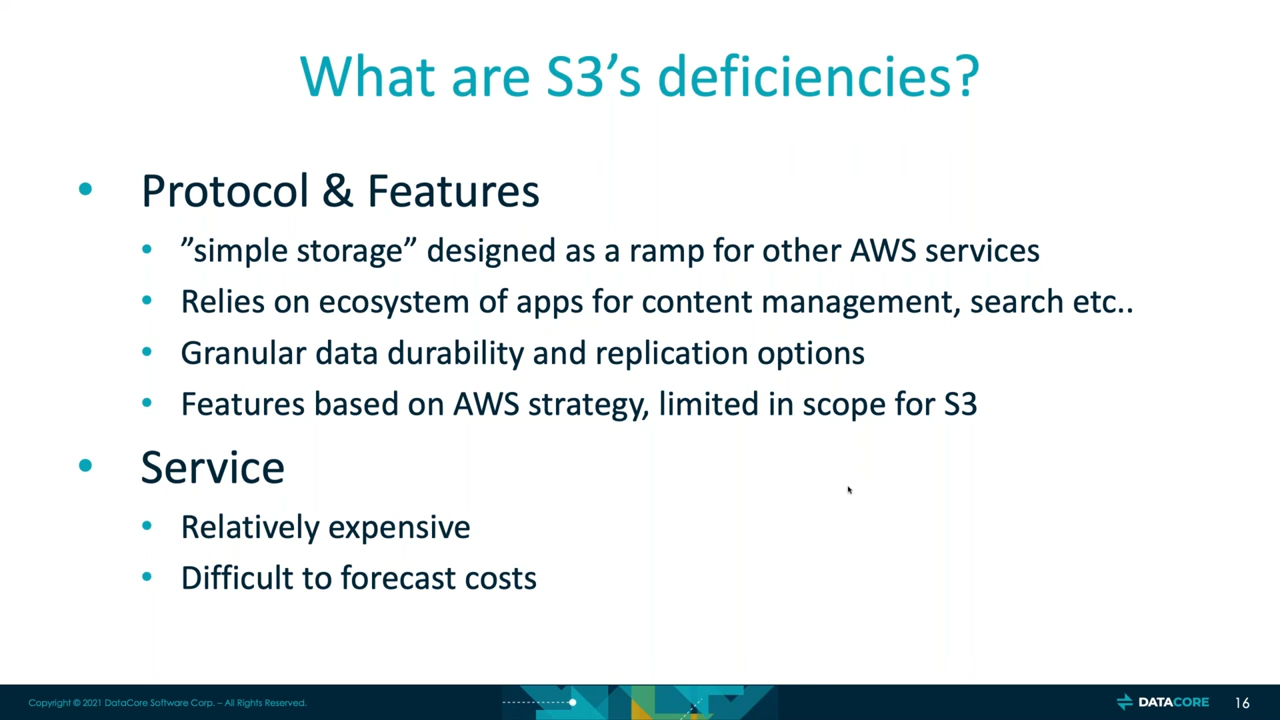 What are S3’s deficiencies?
• Protocol & Features
• ”simple storage” designed as a ramp for other AWS services
• Relies on ecosystem of apps for content management, search etc..
• Granular data durability and replication options
• Features based on AWS strategy, limited in scope for S3
• Service
• Relatively expensive
• Difficult to forecast costs
Copyright © 2021 DataCore Software Corp. – All Rights Reserved.
DATACORE
16